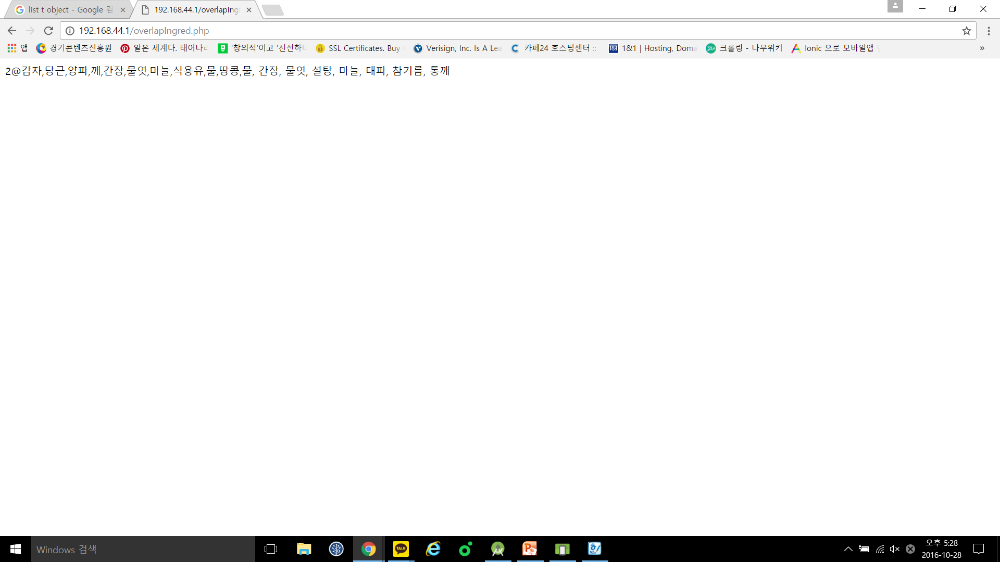 list t object - Google 검
192.168.44.1/overlapIng
192.168.44.1/overlapIngred.php
앱
경기콘텐츠진흥원
알은 세계다. 태어나려
'창의적'이고 '신선하며
SSL Certificates. Buy
Verisign, Inc. Is A Lea
카페24 호스팅센터 ::
1&1 | Hosting, Doma
크롤링 - 나무위키
Ionic 으로 모바일앱
»
2@감자,당근,양파,깨,간장,물엿,마늘,식용유,물,땅콩,물, 간장, 물엿, 설탕, 마늘, 대파, 참기름, 통깨
Windows 검색
TALK
오후 5:28
2016-10-28